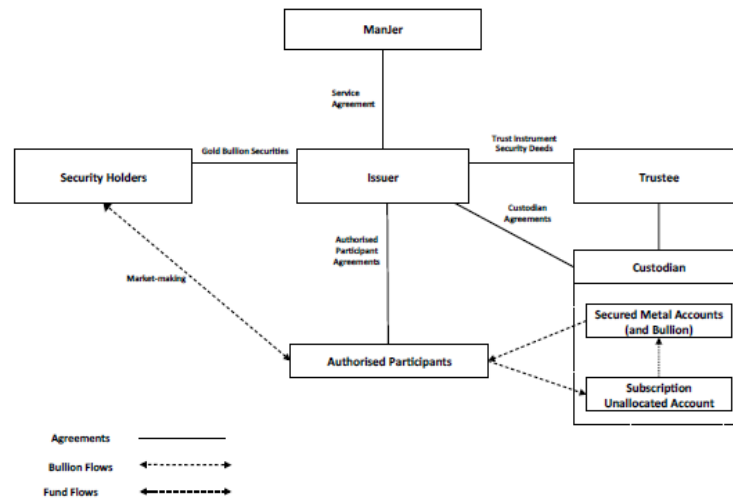 ManJer
Service
Agreement
Trust Instrument
Security Deeds
Gold Bullion Securities
Security Holders
Issuer
Trustee
Custodian
Agreements
Authorised
Participant
Agreements
Custodian
Market-making
Secured Metal Accounts
(and Bullion)
Authorised Participants
Subscription
Unallocated Account
Agreements
Bullion Flows
Fund Flows